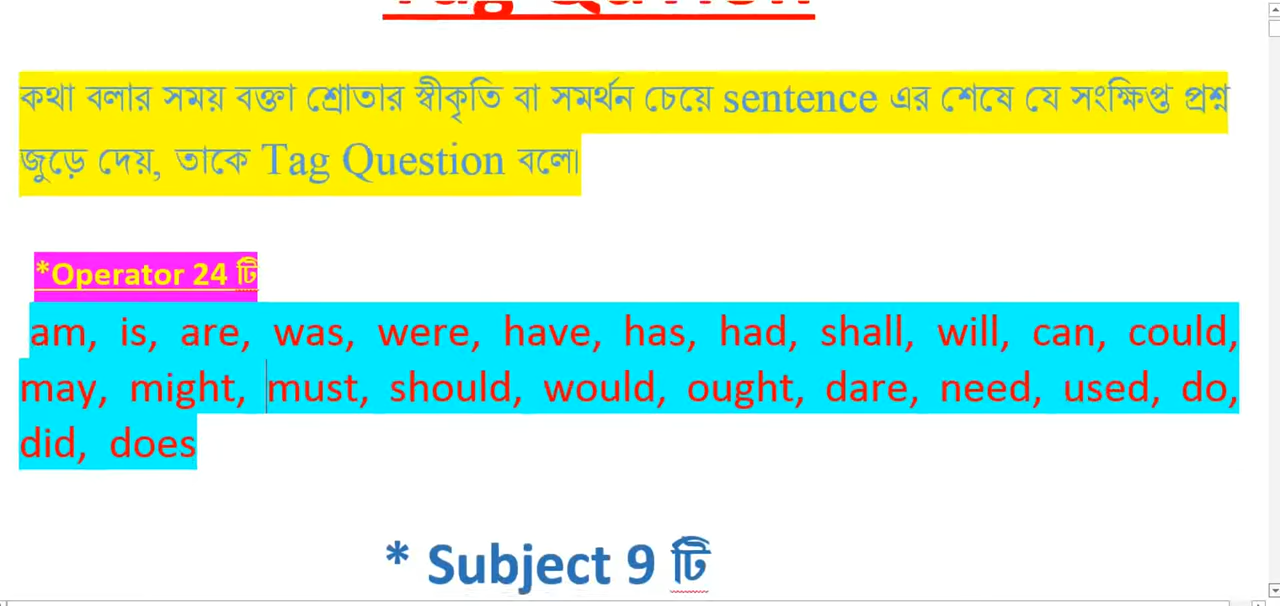 কথা বলার সময় বক্তা শ্রোতার স্বীকৃতি বা সমর্থন চেয়ে sentence এর শেষে যে সংক্ষিপ্ত প্রশ্ন
জুড়ে দেয়, তাকে Tag Question বলে।
*Operator 24 টি
am, is, are, was, were, have, has, had, shall, will, can, could,
may, might, must, should, would, ought, dare, need, used, do,
did, does
* Subject 9 টি